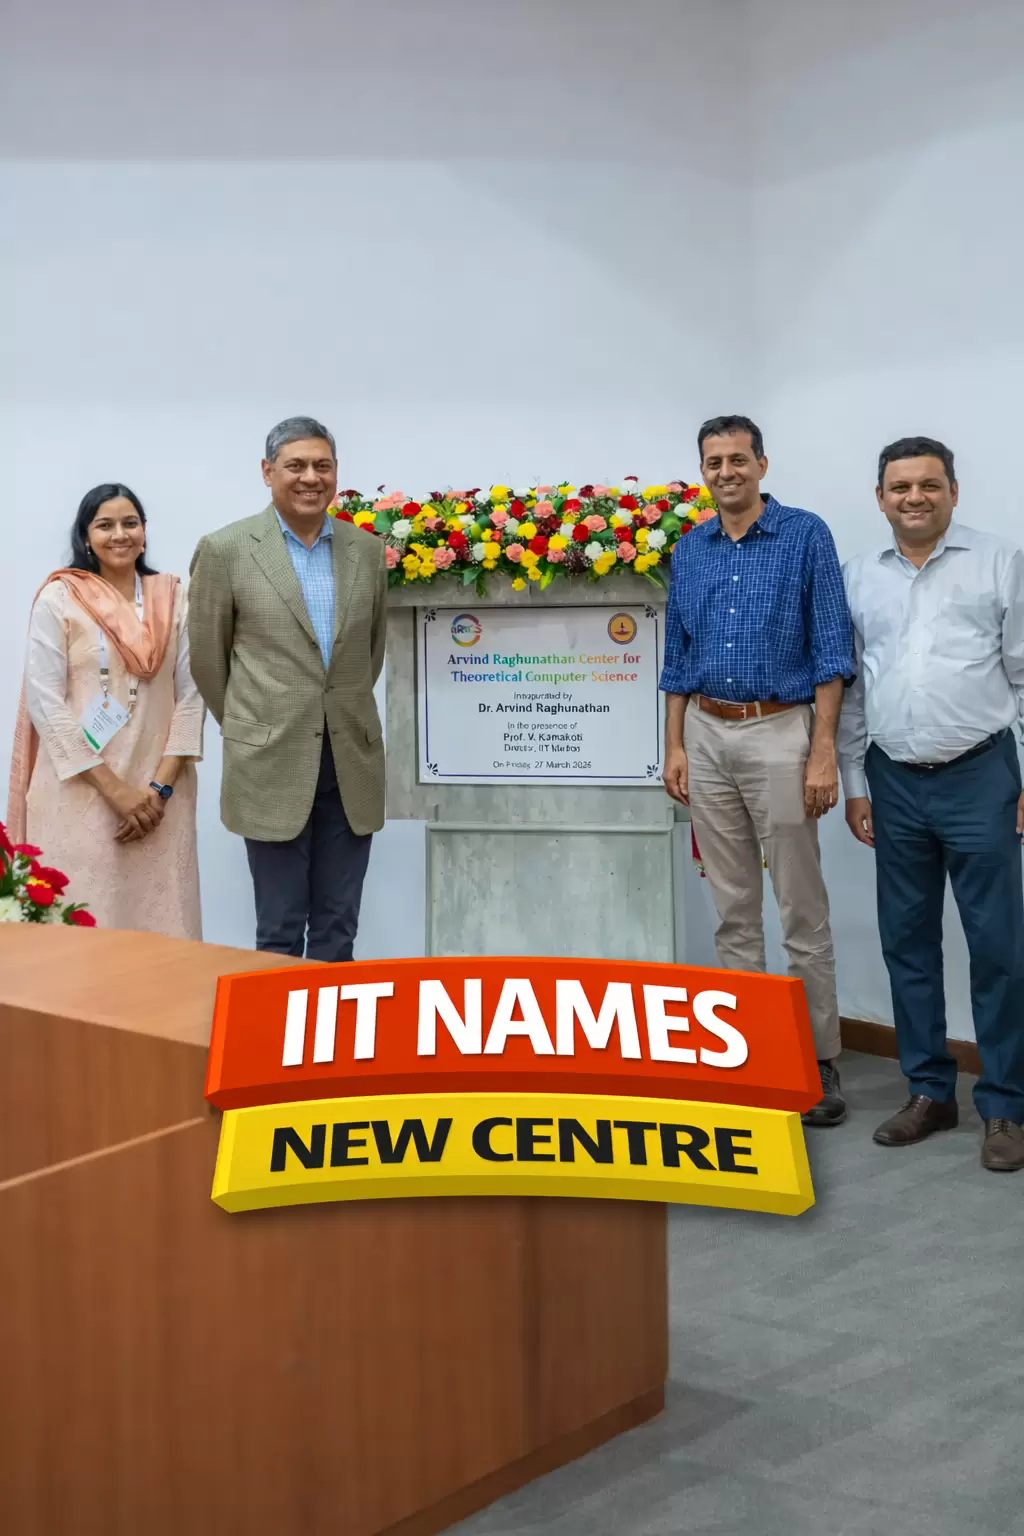 Arvind Raghunathan Center for
Theoretical Computer Science
Inaugurated by
Dr. Arvind Raghunathan
In the presence of
Prof. V. Kamakoti
Director, IIT Madras
On Friday, 27 March 2026
IIT NAMES
NEW CENTRE